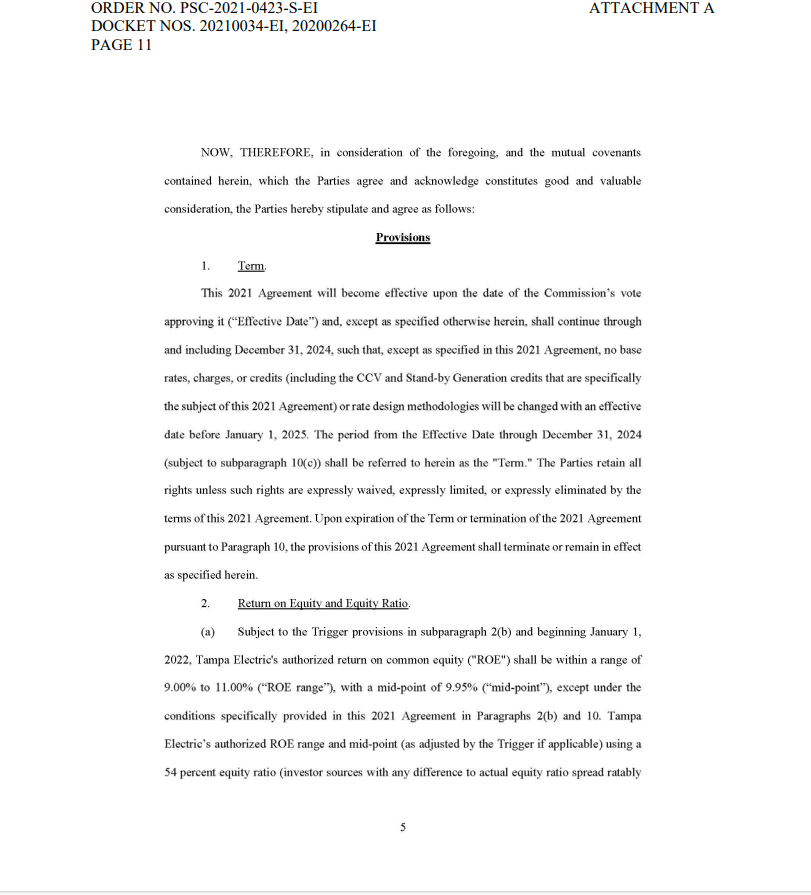 ORDER NO. PSC-2021-0423-S-EI ATTACHMENT A
DOCKET NOS. 20210034-EI, 20200264-EI
PAGE 11
NOW, THEREFORE, in consideration of the foregoing, and the mutual covenants
contained herein, which the Parties agree and acknowledge constitutes good and valuable
consideration, the Parties hereby stipulate and agree as follows:
Provisions
1. Term.
This 2021 Agreement will become effective upon the date of the Commission's vote
approving it (“Effective Date”) and, except as specified otherwise herein, shall continue through
and including December 31, 2024, such that, except as specified in this 2021 Agreement, no base
rates, charges, or credits (including the CCV and Stand-by Generation credits that are specifically
the subject of this 2021 Agreement) or rate design methodologies will be changed with an effective
date before January 1, 2025. The period from the Effective Date through December 31, 2024
(subject to subparagraph 10(c)) shall be referred to herein as the "Term." The Parties retain all
rights unless such rights are expressly waived, expressly limited, or expressly eliminated by the
terms of this 2021 Agreement. Upon expiration of the Term or termination of the 2021 Agreement
pursuant to Paragraph 10, the provisions of this 2021 Agreement shall terminate or remain in effect
as specified herein.
2. Return on Equity and Equity Ratio.
(a) Subject to the Trigger provisions in subparagraph 2(b) and beginning January 1,
2022, Tampa Electric's authorized return on common equity ("ROE") shall be within a range of
9.00% to 11.00% (“ROE range”), with a mid-point of 9.95% (“mid-point”), except under the
conditions specifically provided in this 2021 Agreement in Paragraphs 2(b) and 10. Tampa
Electric's authorized ROE range and mid-point (as adjusted by the Trigger if applicable) using a
54 percent equity ratio (investor sources with any difference to actual equity ratio spread ratably
5